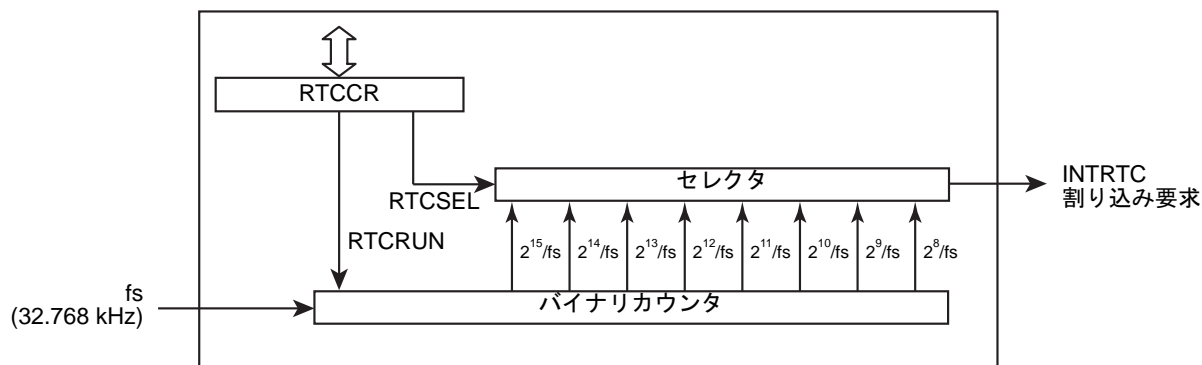 RTCCR
セレクタ
INTRTC
割り込み要求
RTCSEL
RTCRUN
2^15/fs 2^14/fs 2^13/fs 2^12/fs 2^11/fs 2^10/fs 2^9/fs 2^8/fs
fs
(32.768 kHz)
バイナリカウンタ